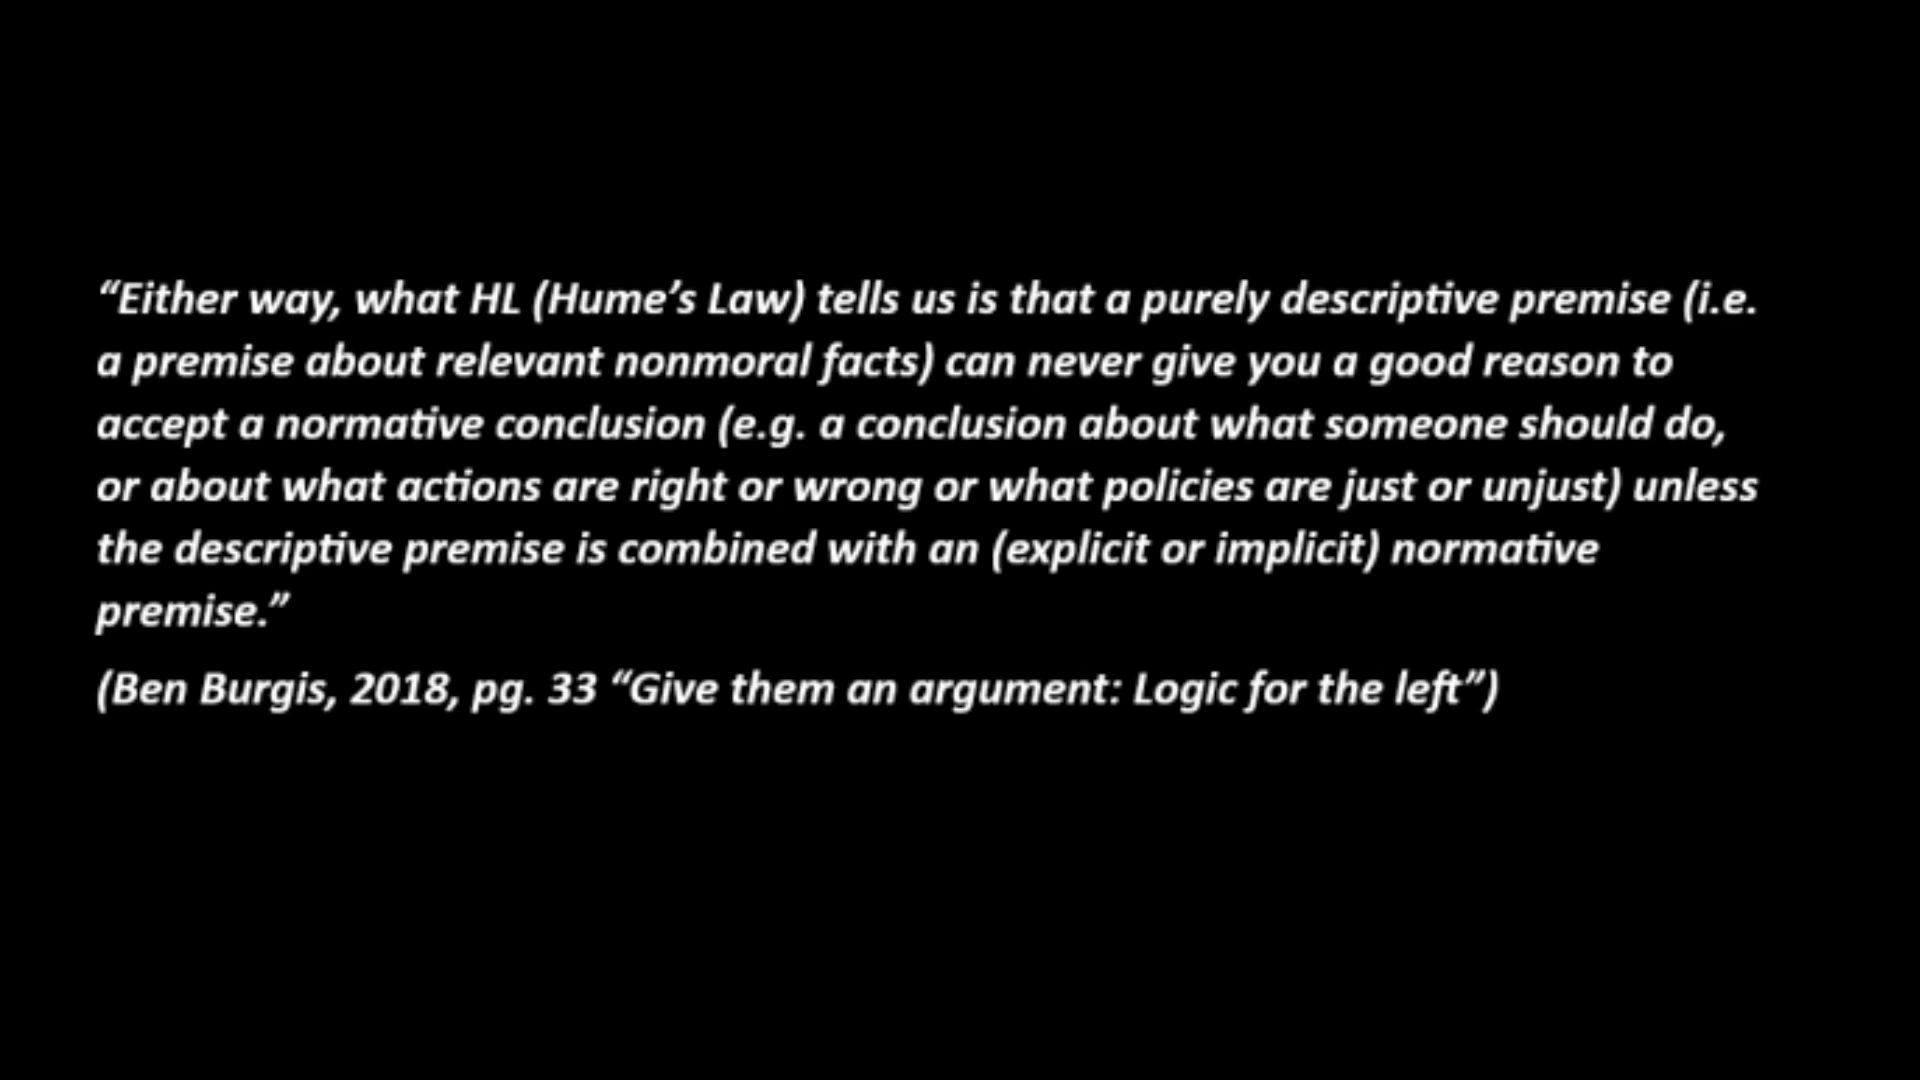 “Either way, what HL (Hume’s Law) tells us is that a purely descriptive premise (i.e.
a premise about relevant nonmoral facts) can never give you a good reason to
accept a normative conclusion (e.g. a conclusion about what someone should do,
or about what actions are right or wrong or what policies are just or unjust) unless
the descriptive premise is combined with an (explicit or implicit) normative
premise.”
(Ben Burgis, 2018, pg. 33 “Give them an argument: Logic for the left”)